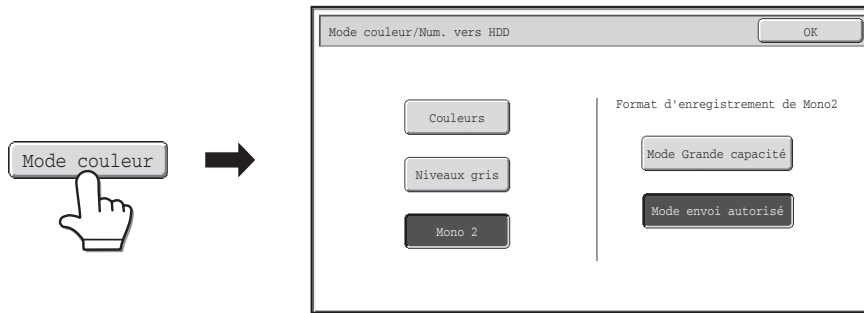 Mode couleur
Mode couleur/Num. vers HDD
OK
Couleurs
Niveaux gris
Mono 2
Format d'enregistrement de Mono2
Mode Grande capacité
Mode envoi autorisé